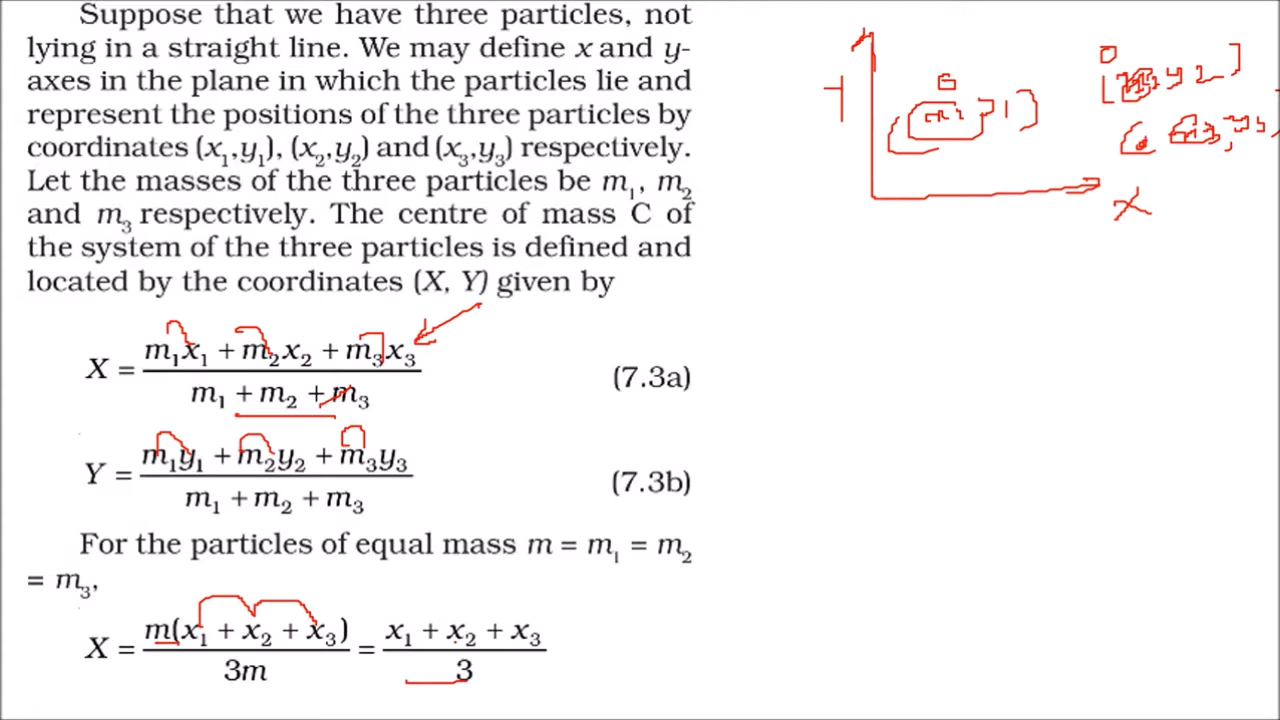 Suppose that we have three particles, not
lying in a straight line. We may define x and y-
axes in the plane in which the particles lie and
represent the positions of the three particles by
coordinates (x₁,y₁), (x₂,y₂) and (x₃,y₃) respectively.
Let the masses of the three particles be m₁, m₂
and m₃ respectively. The centre of mass C of
the system of the three particles is defined and
located by the coordinates (X, Y) given by
X = (m₁x₁ + m₂x₂ + m₃x₃) / (m₁ + m₂ + m₃) (7.3a)
Y = (m₁y₁ + m₂y₂ + m₃y₃) / (m₁ + m₂ + m₃) (7.3b)
For the particles of equal mass m = m₁ = m₂
= m₃,
X = m(x₁ + x₂ + x₃) / 3m = (x₁ + x₂ + x₃) / 3
X